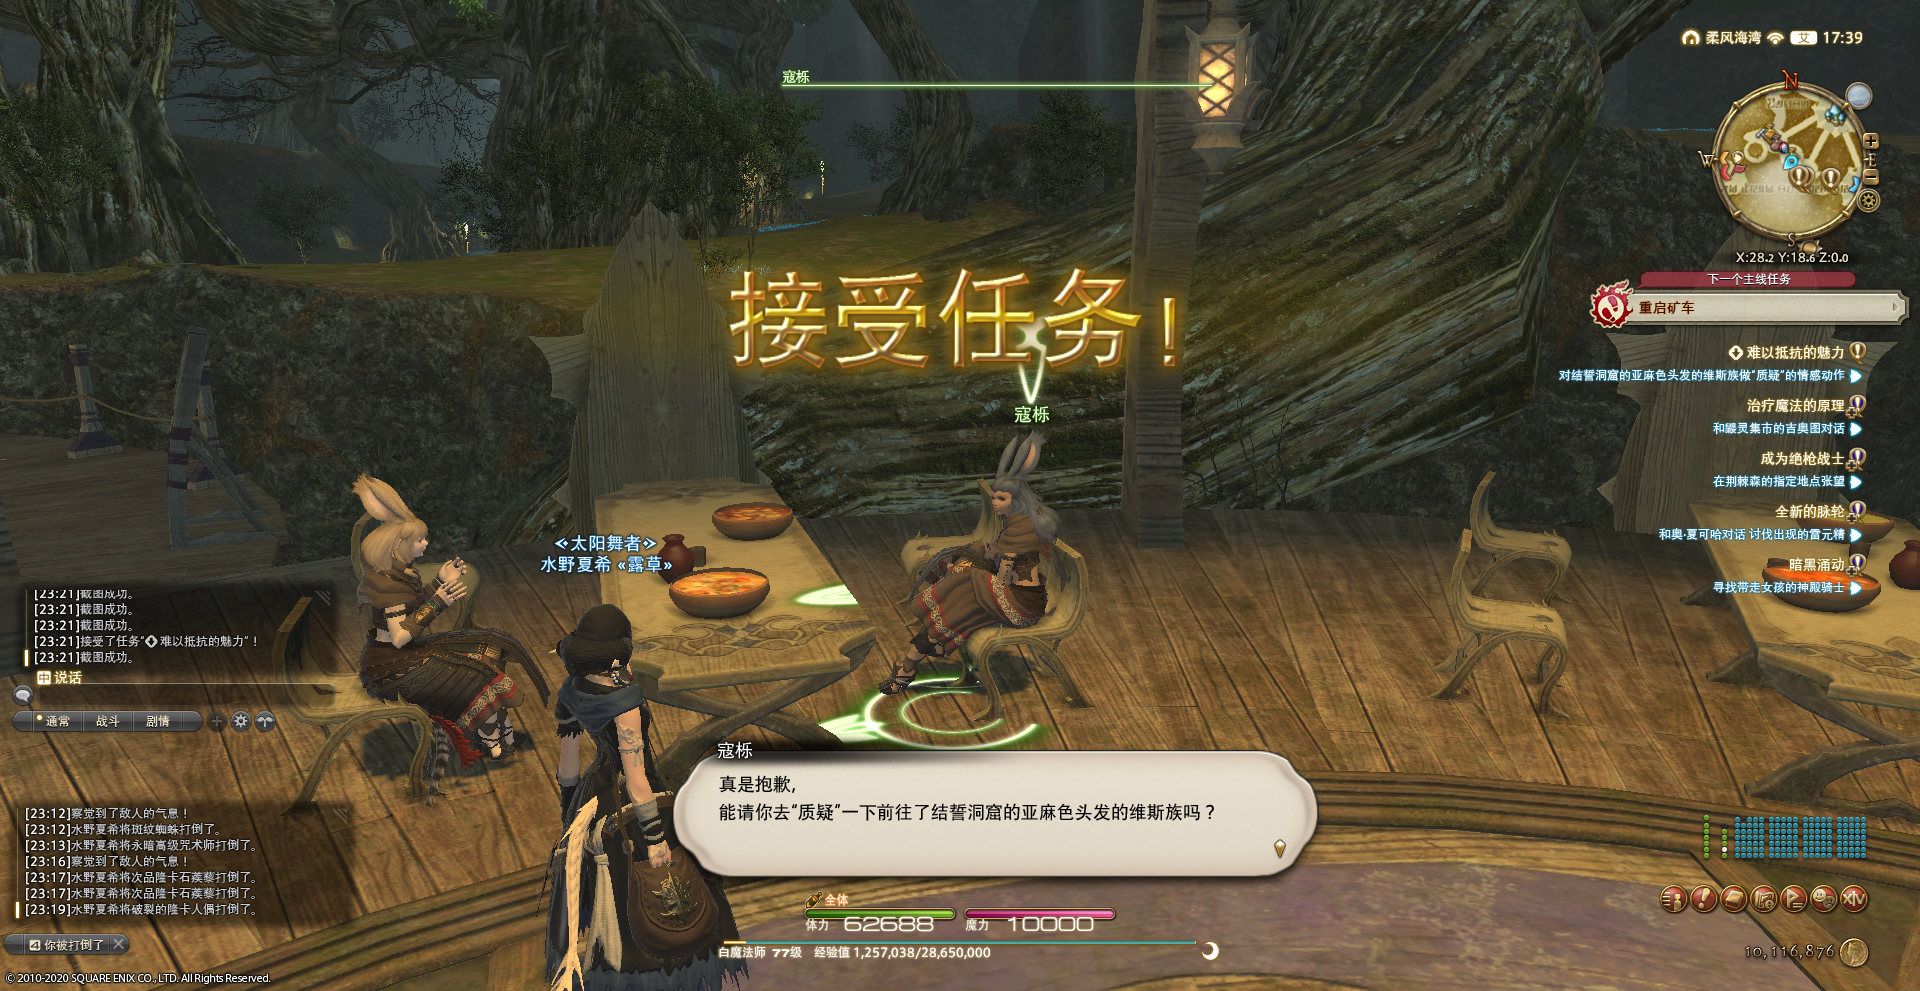 寇栎
柔风海湾 艾 17:39
N
W
E
S
X:28.2 Y:18.6 Z:0.0
下一个主线任务
重启矿车
难以抵抗的魅力
对结誓洞窟的亚麻色头发的维斯族做“质疑”的情感动作
治疗魔法的原理
和鼹灵集市的吉奥图对话
成为绝枪战士
在荆棘森的指定地点张望
全新的脉轮
和奥·夏可哈对话 讨伐出现的雷元精
暗黑涌动
寻找带走女孩的神殿骑士
接受任务!
寇栎
≪太阳舞者≫
水野夏希 «露草»
[23:21]截图成功。
[23:21]截图成功。
[23:21]截图成功。
[23:21]接受了任务“难以抵抗的魅力”！
[23:21]截图成功。
说话
通常 战斗 剧情
[23:12]察觉到了敌人的气息！
[23:12]水野夏希将斑纹蜘蛛打倒了。
[23:13]水野夏希将永暗高级咒术师打倒了。
[23:16]察觉到了敌人的气息！
[23:17]水野夏希将次品隆卡石蒺藜打倒了。
[23:17]水野夏希将次品隆卡石蒺藜打倒了。
[23:19]水野夏希将破裂的隆卡人偶打倒了。
4 你被打倒了
寇栎
真是抱歉，
能请你去“质疑”一下前往了结誓洞窟的亚麻色头发的维斯族吗？
全体
体力 62688 魔力 10000
白魔法师 77级 经验值 1,257,038/28,650,000
XIV
10,116,876
© 2010-2020 SQUARE ENIX CO., LTD. All Rights Reserved.